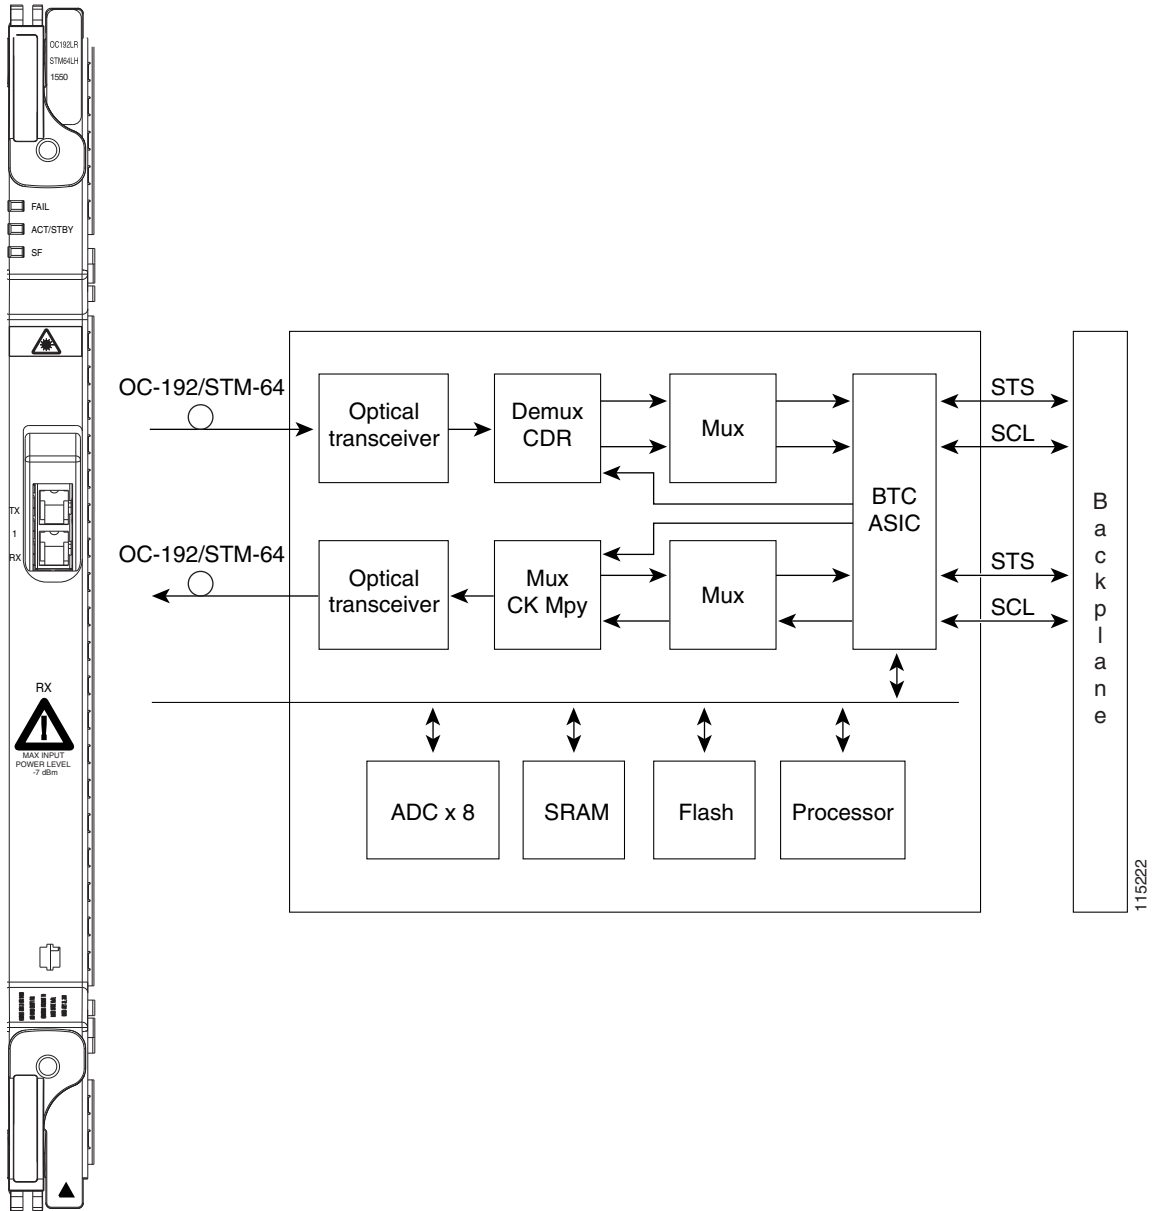 OC192LR
STM64LH
1550
FAIL
ACT/STBY
SF
TX
1
RX
RX
MAX INPUT
POWER LEVEL
-7 dBm
OC-192/STM-64
Optical
transceiver
Demux
CDR
Mux
BTC
ASIC
STS
SCL
OC-192/STM-64
Optical
transceiver
Mux
CK Mpy
Mux
STS
SCL
Backplane
ADC x 8
SRAM
Flash
Processor
115222